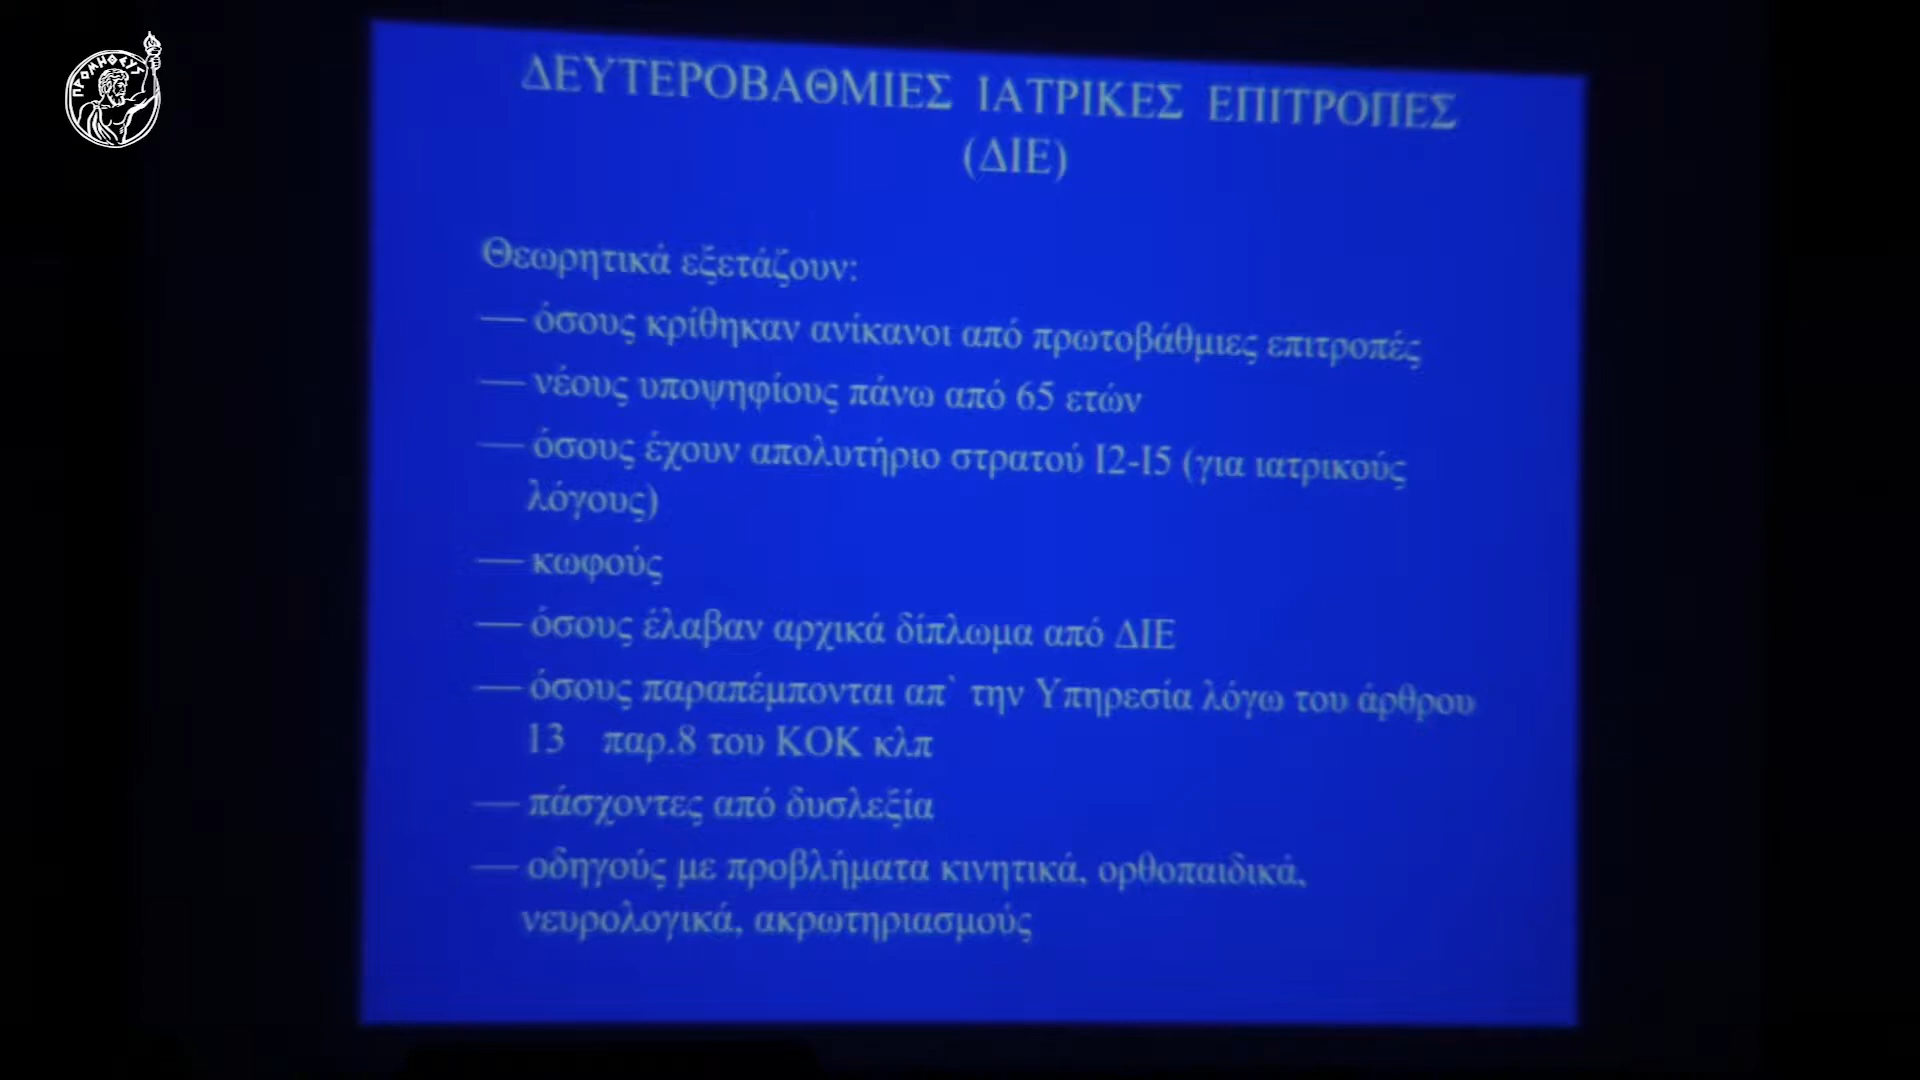 ΠΡΟΜΗΘΕΥΣ
ΔΕΥΤΕΡΟΒΑΘΜΙΕΣ ΙΑΤΡΙΚΕΣ ΕΠΙΤΡΟΠΕΣ
(ΔΙΕ)
Θεωρητικά εξετάζουν:
— όσους κρίθηκαν ανίκανοι από πρωτοβάθμιες επιτροπές
— νέους υποψηφίους πάνω από 65 ετών
— όσους έχουν απολυτήριο στρατού Ι2-Ι5 (για ιατρικούς
λόγους)
— κωφούς
— όσους έλαβαν αρχικά δίπλωμα από ΔΙΕ
— όσους παραπέμπονται απ` την Υπηρεσία λόγω του άρθρου
13 παρ.8 του ΚΟΚ κλπ
— πάσχοντες από δυσλεξία
— οδηγούς με προβλήματα κινητικά, ορθοπαιδικά,
νευρολογικά, ακρωτηριασμούς